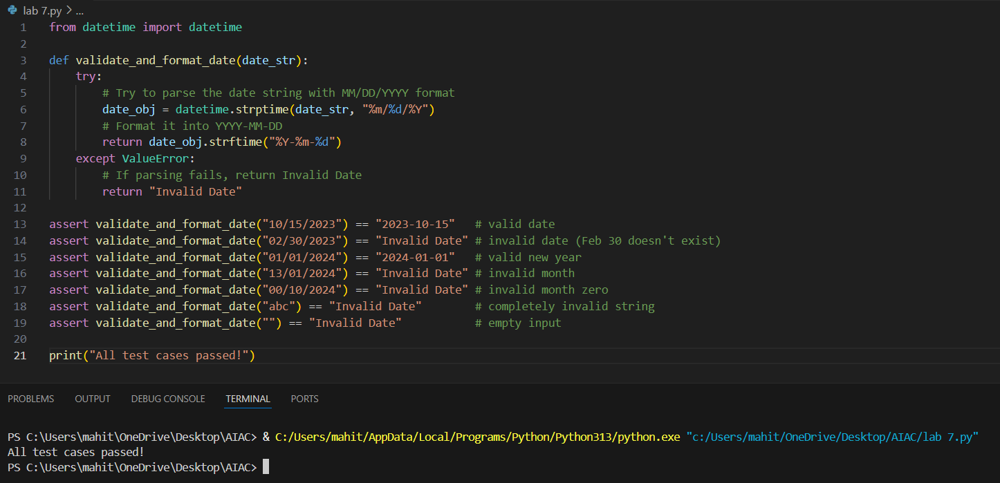 lab 7.py > ...
1 from datetime import datetime
2
3 def validate_and_format_date(date_str):
4     try:
5         # Try to parse the date string with MM/DD/YYYY format
6         date_obj = datetime.strptime(date_str, "%m/%d/%Y")
7         # Format it into YYYY-MM-DD
8         return date_obj.strftime("%Y-%m-%d")
9     except ValueError:
10         # If parsing fails, return Invalid Date
11         return "Invalid Date"
12
13 assert validate_and_format_date("10/15/2023") == "2023-10-15"   # valid date
14 assert validate_and_format_date("02/30/2023") == "Invalid Date" # invalid date (Feb 30 doesn't exist)
15 assert validate_and_format_date("01/01/2024") == "2024-01-01"   # valid new year
16 assert validate_and_format_date("13/01/2024") == "Invalid Date" # invalid month
17 assert validate_and_format_date("00/10/2024") == "Invalid Date" # invalid month zero
18 assert validate_and_format_date("abc") == "Invalid Date"        # completely invalid string
19 assert validate_and_format_date("") == "Invalid Date"           # empty input
20
21 print("All test cases passed!")
PROBLEMS OUTPUT DEBUG CONSOLE TERMINAL PORTS
PS C:\Users\mahit\OneDrive\Desktop\AIAC> & C:/Users/mahit/AppData/Local/Programs/Python/Python313/python.exe "c:/Users/mahit/OneDrive/Desktop/AIAC/lab 7.py"
All test cases passed!
PS C:\Users\mahit\OneDrive\Desktop\AIAC>